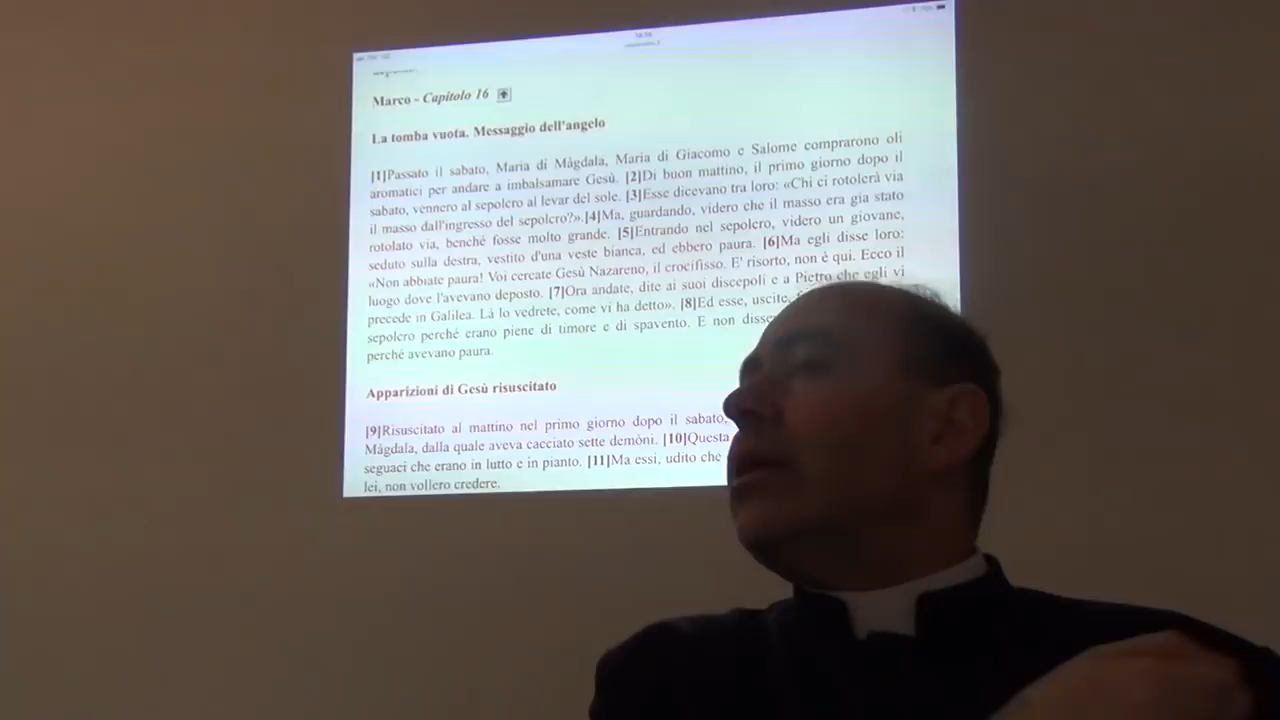 Marco - Capitolo 16
La tomba vuota. Messaggio dell'angelo
[1]Passato il sabato, Maria di Màgdala, Maria di Giacomo e Salome comprarono oli
aromatici per andare a imbalsamare Gesù. [2]Di buon mattino, il primo giorno dopo il
sabato, vennero al sepolcro al levar del sole. [3]Esse dicevano tra loro: «Chi ci rotolerà via
il masso dall'ingresso del sepolcro?».[4]Ma, guardando, videro che il masso era già stato
rotolato via, benché fosse molto grande. [5]Entrando nel sepolcro, videro un giovane,
seduto sulla destra, vestito d'una veste bianca, ed ebbero paura. [6]Ma egli disse loro:
«Non abbiate paura! Voi cercate Gesù Nazareno, il crocifisso. E' risorto, non è qui. Ecco il
luogo dove l'avevano deposto. [7]Ora andate, dite ai suoi discepoli e a Pietro che egli vi
precede in Galilea. Là lo vedrete, come vi ha detto». [8]Ed esse, uscite,
sepolcro perché erano piene di timore e di spavento. E non
perché avevano paura.
Apparizioni di Gesù risuscitato
[9]Risuscitato al mattino nel primo giorno dopo il sabato,
Màgdala, dalla quale aveva cacciato sette demòni. [10]Questa
seguaci che erano in lutto e in pianto. [11]Ma essi, udito che
lei, non vollero credere.